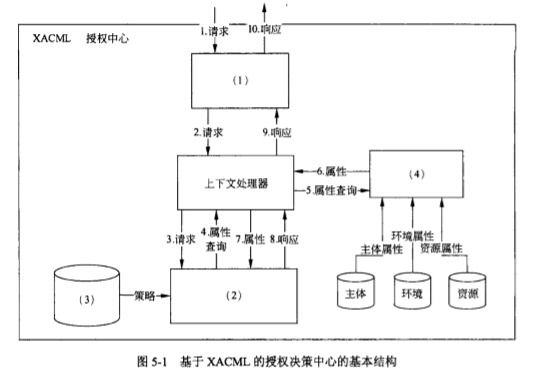 1.请求
10.响应
XACML 授权中心
(1)
2.请求
9.响应
上下文处理器
6.属性
5.属性查询
(4)
3.请求
4.属性
查询
7.属性
8.响应
环境属性
主体属性
资源属性
(3)
策略
(2)
主体
环境
资源
图 5-1 基于 XACML 的授权决策中心的基本结构